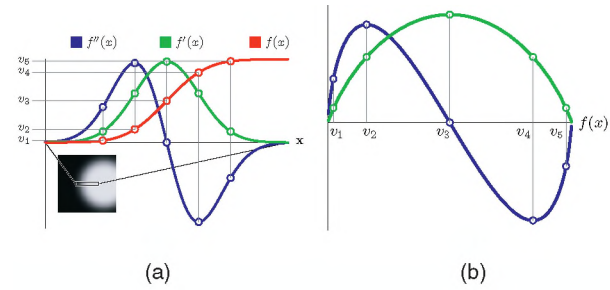 f''(x) f'(x) f(x)
v₅
v₄
v₃
v₂
v₁
x
v₁ v₂ v₃ v₄ v₅ f(x)
(a) (b)